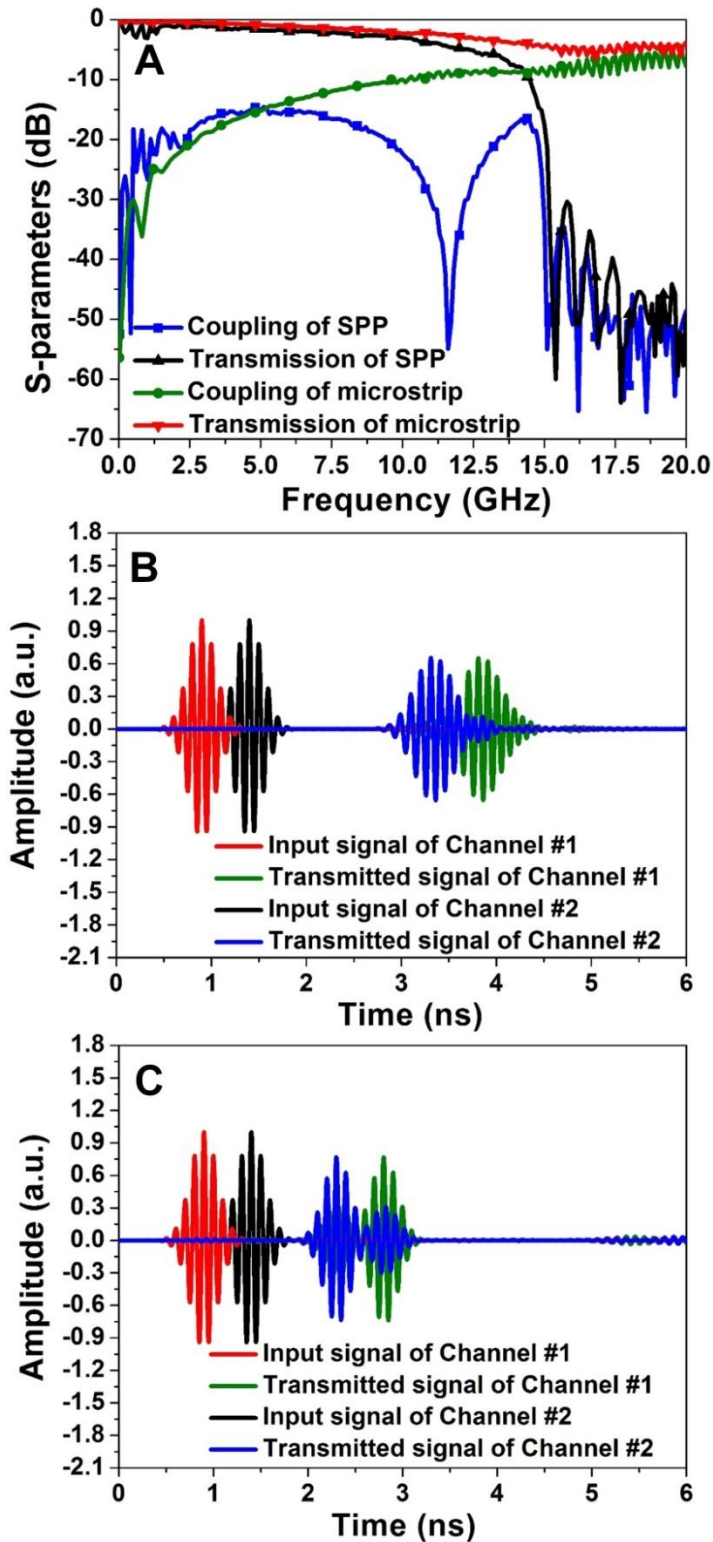 A
0
-10
-20
-30
-40
-50
-60
-70
S-parameters (dB)
Coupling of SPP
Transmission of SPP
Coupling of microstrip
Transmission of microstrip
0.0 2.5 5.0 7.5 10.0 12.5 15.0 17.5 20.0
Frequency (GHz)
B
1.8
1.5
1.2
0.9
0.6
0.3
0.0
-0.3
-0.6
-0.9
-1.2
-1.5
-1.8
-2.1
Amplitude (a.u.)
Input signal of Channel #1
Transmitted signal of Channel #1
Input signal of Channel #2
Transmitted signal of Channel #2
0 1 2 3 4 5 6
Time (ns)
C
1.8
1.5
1.2
0.9
0.6
0.3
0.0
-0.3
-0.6
-0.9
-1.2
-1.5
-1.8
-2.1
Amplitude (a.u.)
Input signal of Channel #1
Transmitted signal of Channel #1
Input signal of Channel #2
Transmitted signal of Channel #2
0 1 2 3 4 5 6
Time (ns)